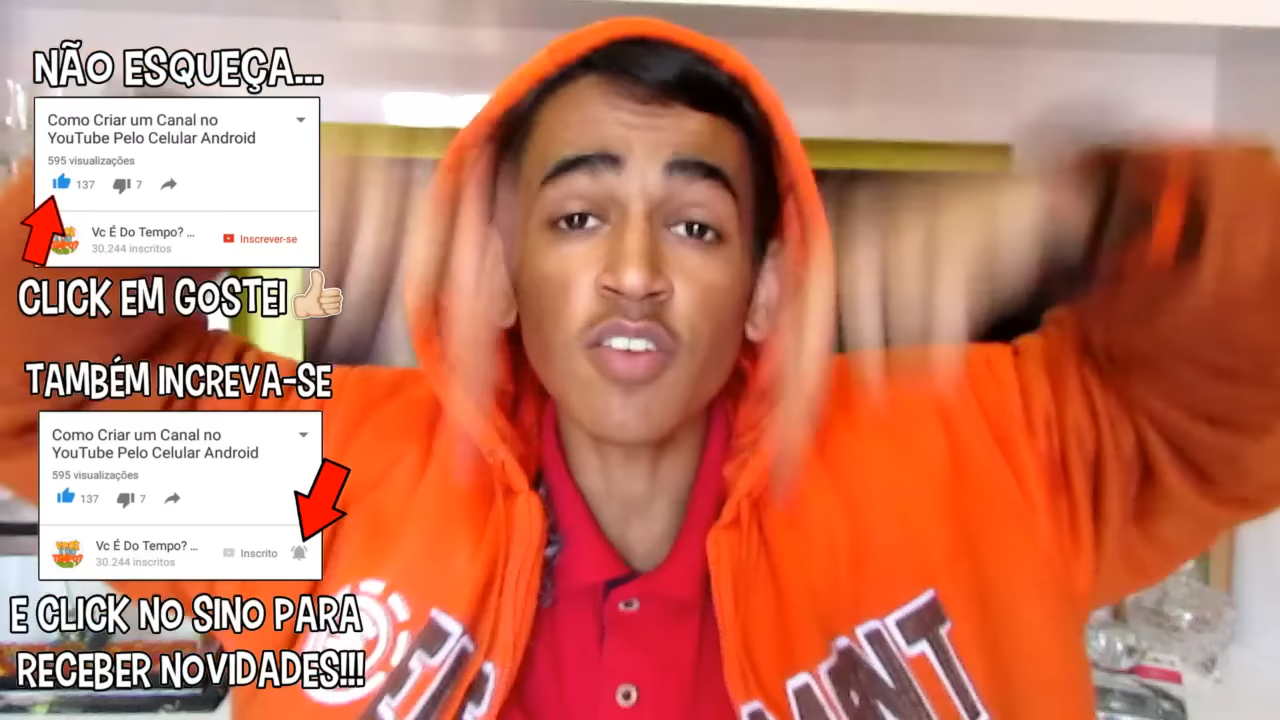 NÃO ESQUEÇA...
Como Criar um Canal no
YouTube Pelo Celular Android
595 visualizações
137 7
Vc É Do Tempo? ...
Inscrever-se
30.244 inscritos
CLICK EM GOSTEI
TAMBÉM INCREVA-SE
Como Criar um Canal no
YouTube Pelo Celular Android
595 visualizações
137 7
Vc É Do Tempo? ...
Inscrito
30.244 inscritos
E CLICK NO SINO PARA
RECEBER NOVIDADES!!!